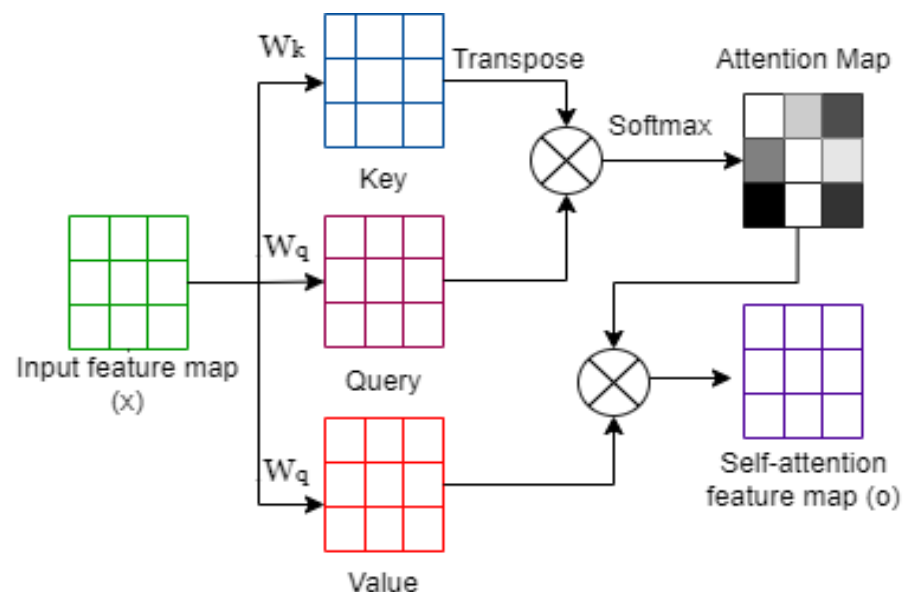 Wk
Transpose
Attention Map
Softmax
Key
Wq
Input feature map
(x)
Query
Wq
Self-attention
feature map (o)
Value